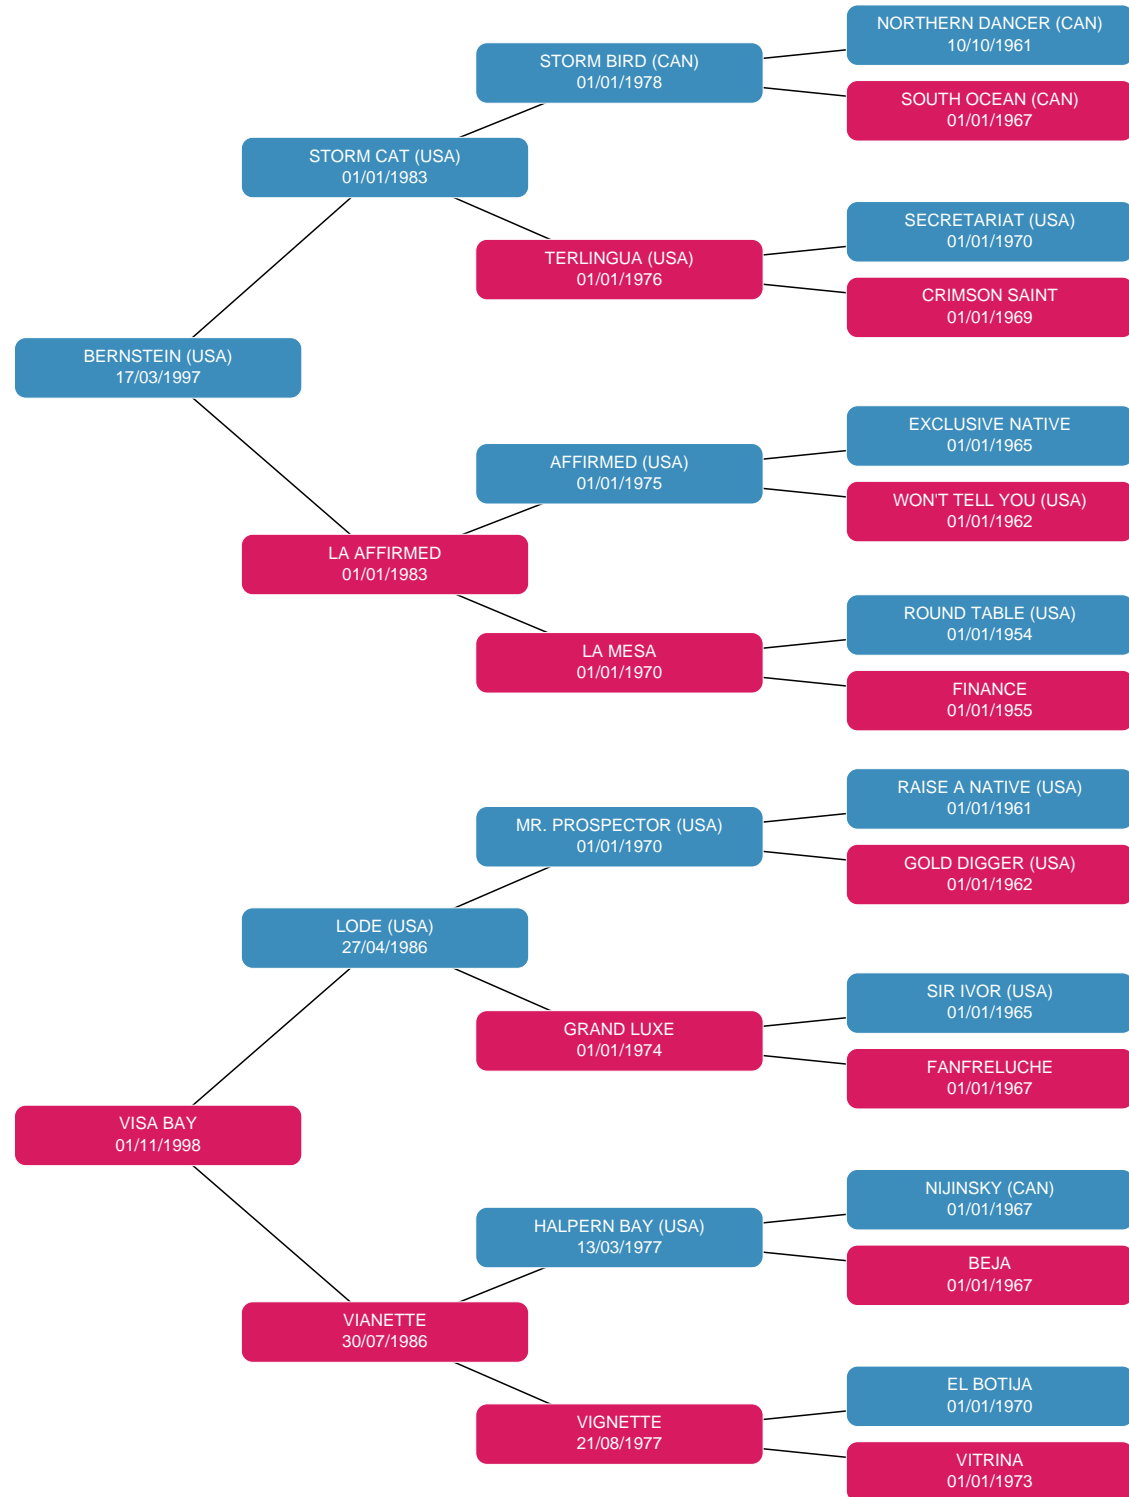 NORTHERN DANCER (CAN)
10/10/1961
STORM BIRD (CAN)
01/01/1978
SOUTH OCEAN (CAN)
01/01/1967
STORM CAT (USA)
01/01/1983
SECRETARIAT (USA)
01/01/1970
TERLINGUA (USA)
01/01/1976
CRIMSON SAINT
01/01/1969
BERNSTEIN (USA)
17/03/1997
EXCLUSIVE NATIVE
01/01/1965
AFFIRMED (USA)
01/01/1975
WON'T TELL YOU (USA)
01/01/1962
LA AFFIRMED
01/01/1983
ROUND TABLE (USA)
01/01/1954
LA MESA
01/01/1970
FINANCE
01/01/1955
RAISE A NATIVE (USA)
01/01/1961
MR. PROSPECTOR (USA)
01/01/1970
GOLD DIGGER (USA)
01/01/1962
LODE (USA)
27/04/1986
SIR IVOR (USA)
01/01/1965
GRAND LUXE
01/01/1974
FANFRELUCHE
01/01/1967
VISA BAY
01/11/1998
NIJINSKY (CAN)
01/01/1967
HALPERN BAY (USA)
13/03/1977
BEJA
01/01/1967
VIANETTE
30/07/1986
EL BOTIJA
01/01/1970
VIGNETTE
21/08/1977
VITRINA
01/01/1973